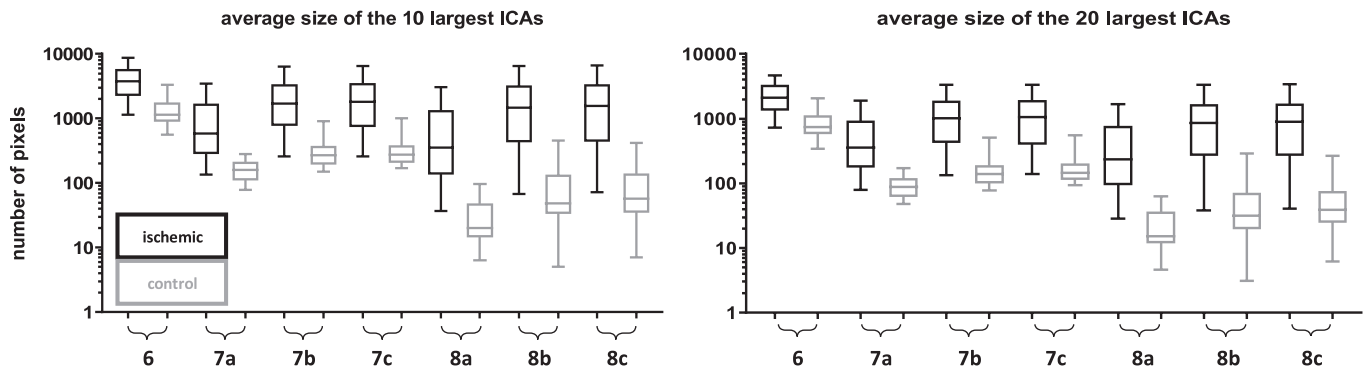 average size of the 10 largest ICAs
number of pixels
10000
1000
100
10
1
ischemic
control
6 7a 7b 7c 8a 8b 8c
average size of the 20 largest ICAs
10000
1000
100
10
1
6 7a 7b 7c 8a 8b 8c